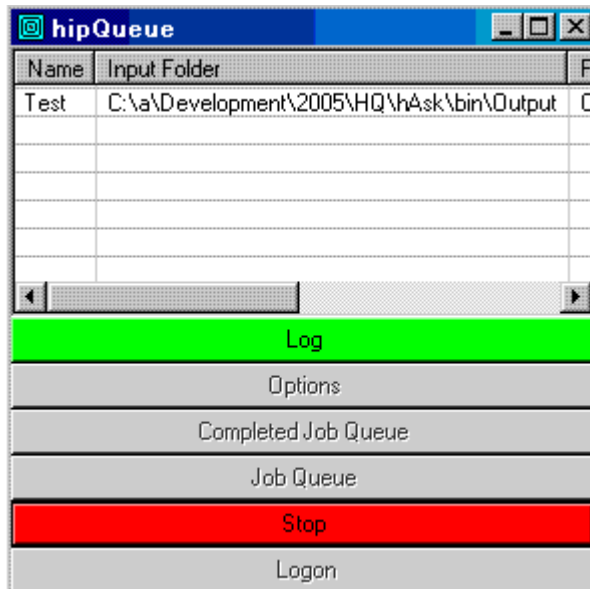 hipQueue
Name Input Folder
Test C:\a\Development\2005\HQ\hAsk\bin\Output
Log
Options
Completed Job Queue
Job Queue
Stop
Logon